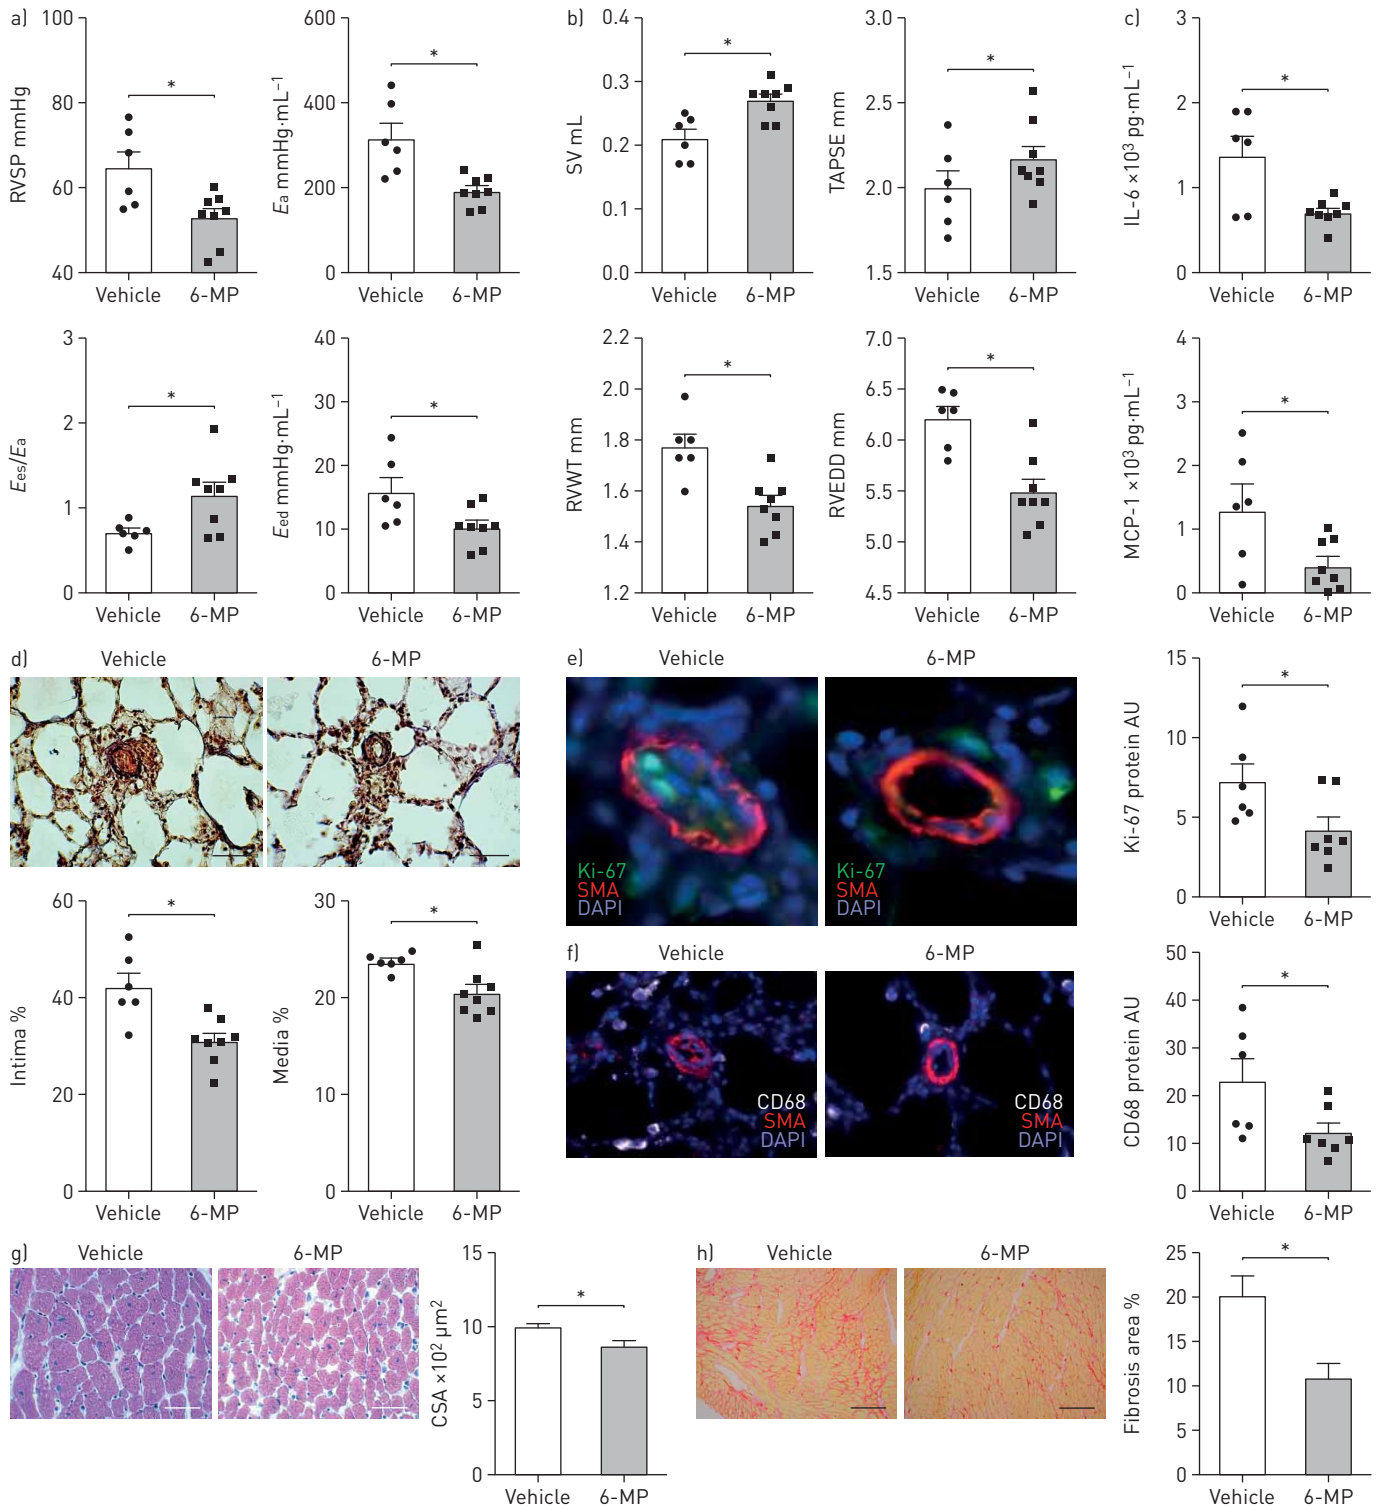 a)
100
80
60
40
RVSP mmHg
*
Vehicle 6-MP
600
400
200
0
Ea mmHg·mL−1
*
Vehicle 6-MP
b)
0.4
0.3
0.2
0.1
0.0
SV mL
*
Vehicle 6-MP
3.0
2.5
2.0
1.5
TAPSE mm
*
Vehicle 6-MP
c)
3
2
1
0
IL-6 ×10³ pg·mL−1
*
Vehicle 6-MP
3
2
1
0
Ees/Ea
*
Vehicle 6-MP
40
30
20
10
0
Eed mmHg·mL−1
*
Vehicle 6-MP
2.2
2.0
1.8
1.6
1.4
1.2
RVWT mm
*
Vehicle 6-MP
7.0
6.5
6.0
5.5
5.0
4.5
RVEDD mm
*
Vehicle 6-MP
4
3
2
1
0
MCP-1 ×10³ pg·mL−1
*
Vehicle 6-MP
d)
Vehicle 6-MP
60
40
20
0
Intima %
*
Vehicle 6-MP
30
20
10
0
Media %
*
Vehicle 6-MP
e)
Vehicle 6-MP
Ki-67
SMA
DAPI
Ki-67
SMA
DAPI
15
10
5
0
Ki-67 protein AU
*
Vehicle 6-MP
f)
Vehicle 6-MP
CD68
SMA
DAPI
CD68
SMA
DAPI
50
40
30
20
10
0
CD68 protein AU
*
Vehicle 6-MP
g)
Vehicle 6-MP
15
10
5
0
CSA ×10² µm²
*
Vehicle 6-MP
h)
Vehicle 6-MP
25
20
15
10
5
0
Fibrosis area %
*
Vehicle 6-MP